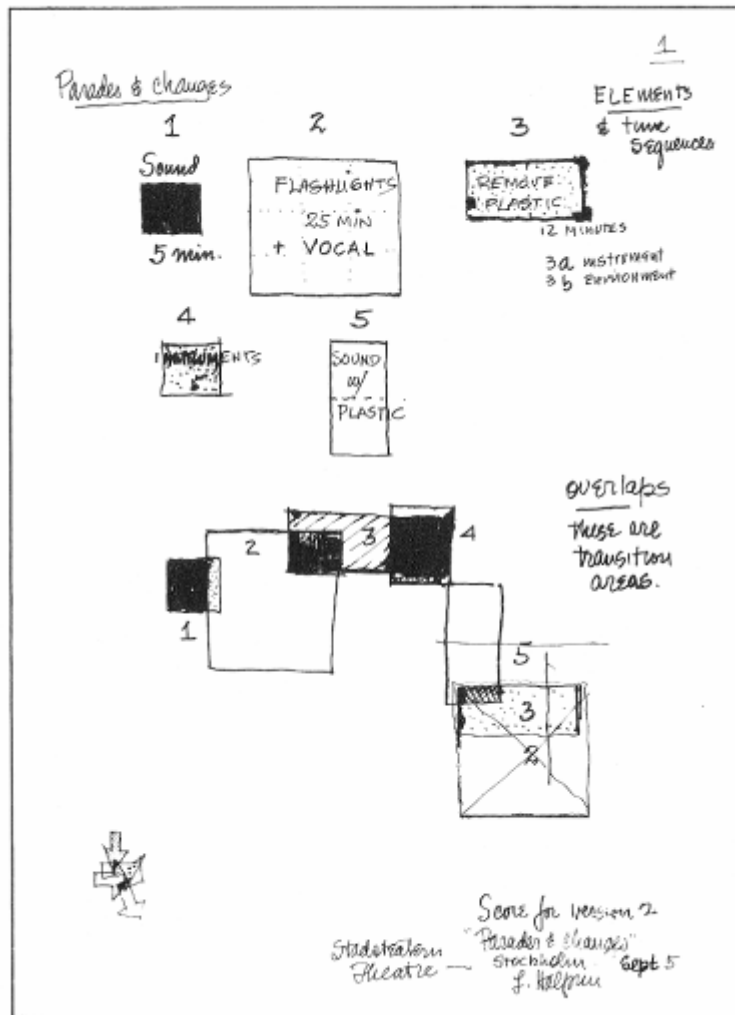 1
Parades & changes
ELEMENTS
& time
sequences
1
2
3
Sound
5 min.
FLASHLIGHTS
25 MIN
+ VOCAL
REMOVE
PLASTIC
12 MINUTES
3a INSTRUMENT
3b ENVIRONMENT
4
5
INSTRUMENTS
5
SOUND
w/
PLASTIC
overlaps
these are
transition
areas.
1
2
3
4
5
3
2
Score for version 2
"Parades & changes"
Stockholm Sept 5
L. Halprin
Theatre —